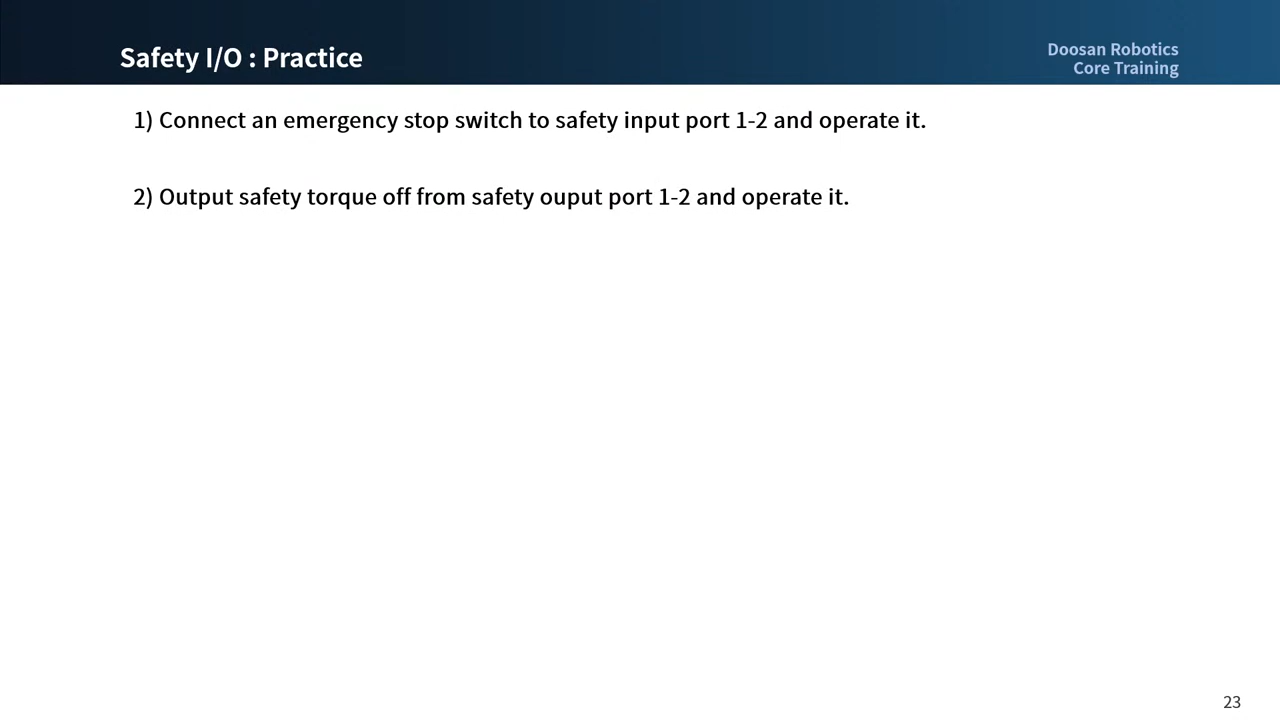 Safety I/O : Practice
Doosan Robotics
Core Training
1) Connect an emergency stop switch to safety input port 1-2 and operate it.
2) Output safety torque off from safety ouput port 1-2 and operate it.
23